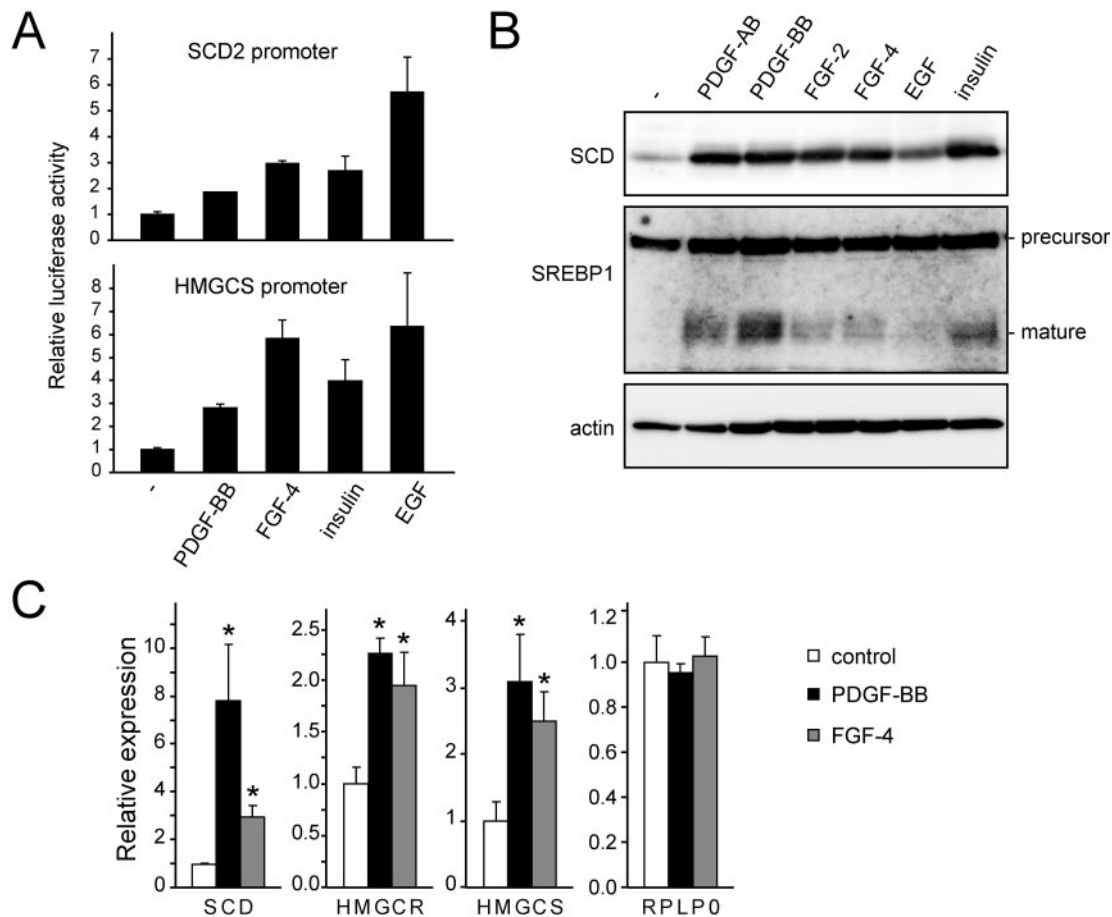 A
SCD2 promoter
8
7
6
5
4
3
2
1
0
HMGCS promoter
8
7
6
5
4
3
2
1
0
Relative luciferase activity
-
PDGF-BB
FGF-4
insulin
EGF
B
-
PDGF-AB
PDGF-BB
FGF-2
FGF-4
EGF
insulin
SCD
SREBP1
- precursor
- mature
actin
C
Relative expression
10
8
6
4
2
0
* *
SCD
2.5
2.0
1.5
1.0
0.5
0.0
* *
HMGCR
4
3
2
1
0
* *
HMGCS
1.2
1.0
0.8
0.6
0.4
0.2
0.0
RPLP0
control
PDGF-BB
FGF-4